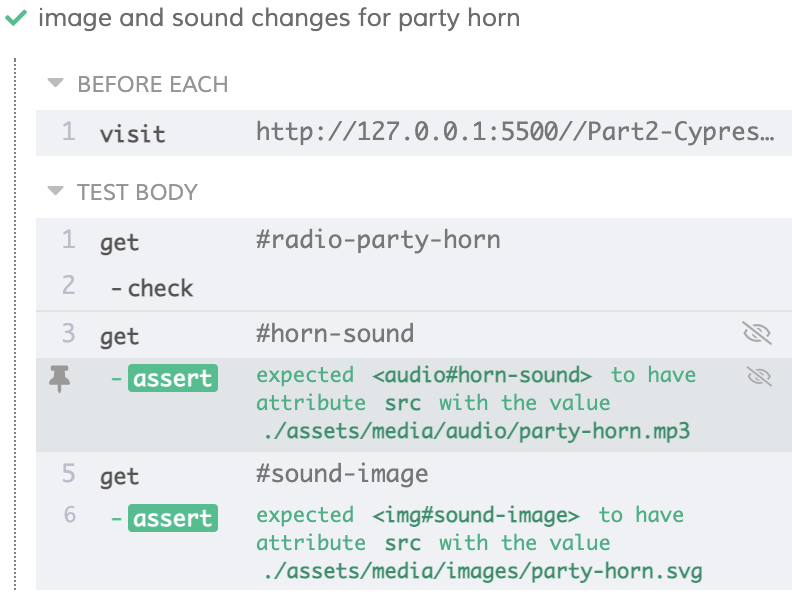 image and sound changes for party horn
BEFORE EACH
1 visit http://127.0.0.1:5500//Part2-Cypres…
TEST BODY
1 get #radio-party-horn
2 -check
3 get #horn-sound
-assert expected <audio#horn-sound> to have
attribute src with the value
./assets/media/audio/party-horn.mp3
5 get #sound-image
6 -assert expected <img#sound-image> to have
attribute src with the value
./assets/media/images/party-horn.svg